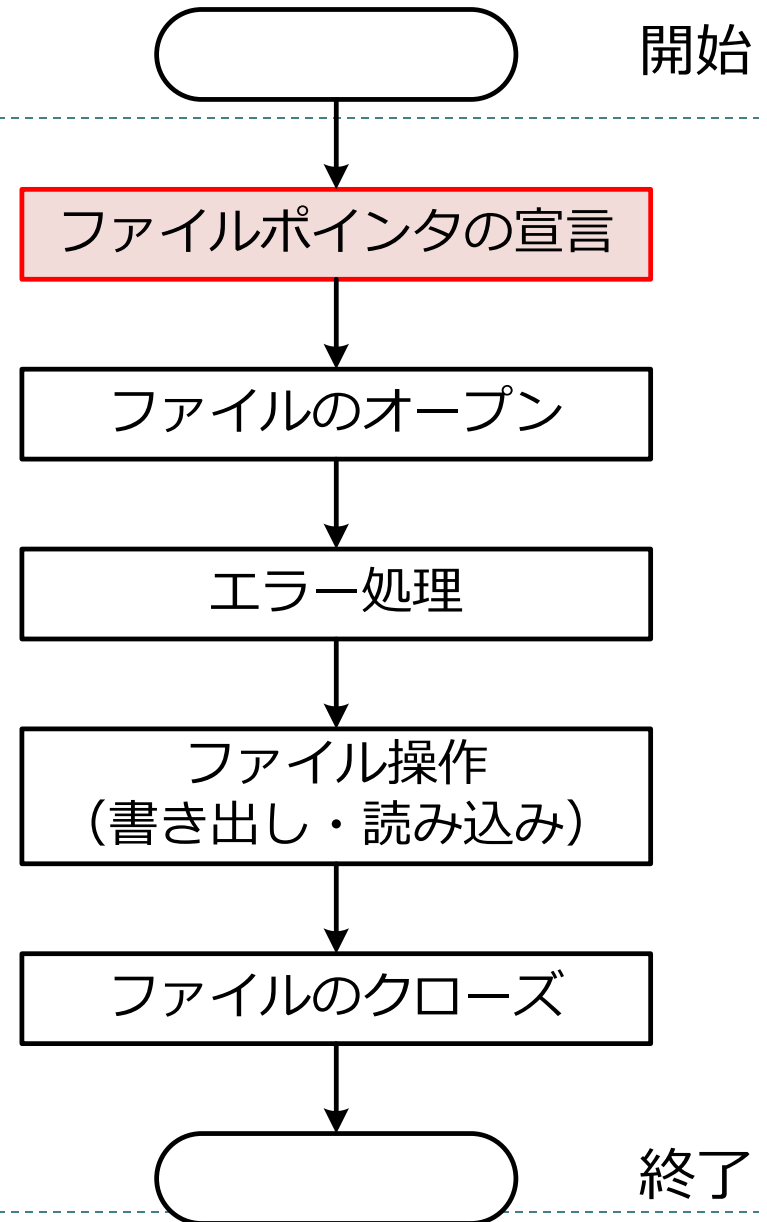 開始
ファイルポインタの宣言
ファイルのオープン
エラー処理
ファイル操作
（書き出し・読み込み）
ファイルのクローズ
終了